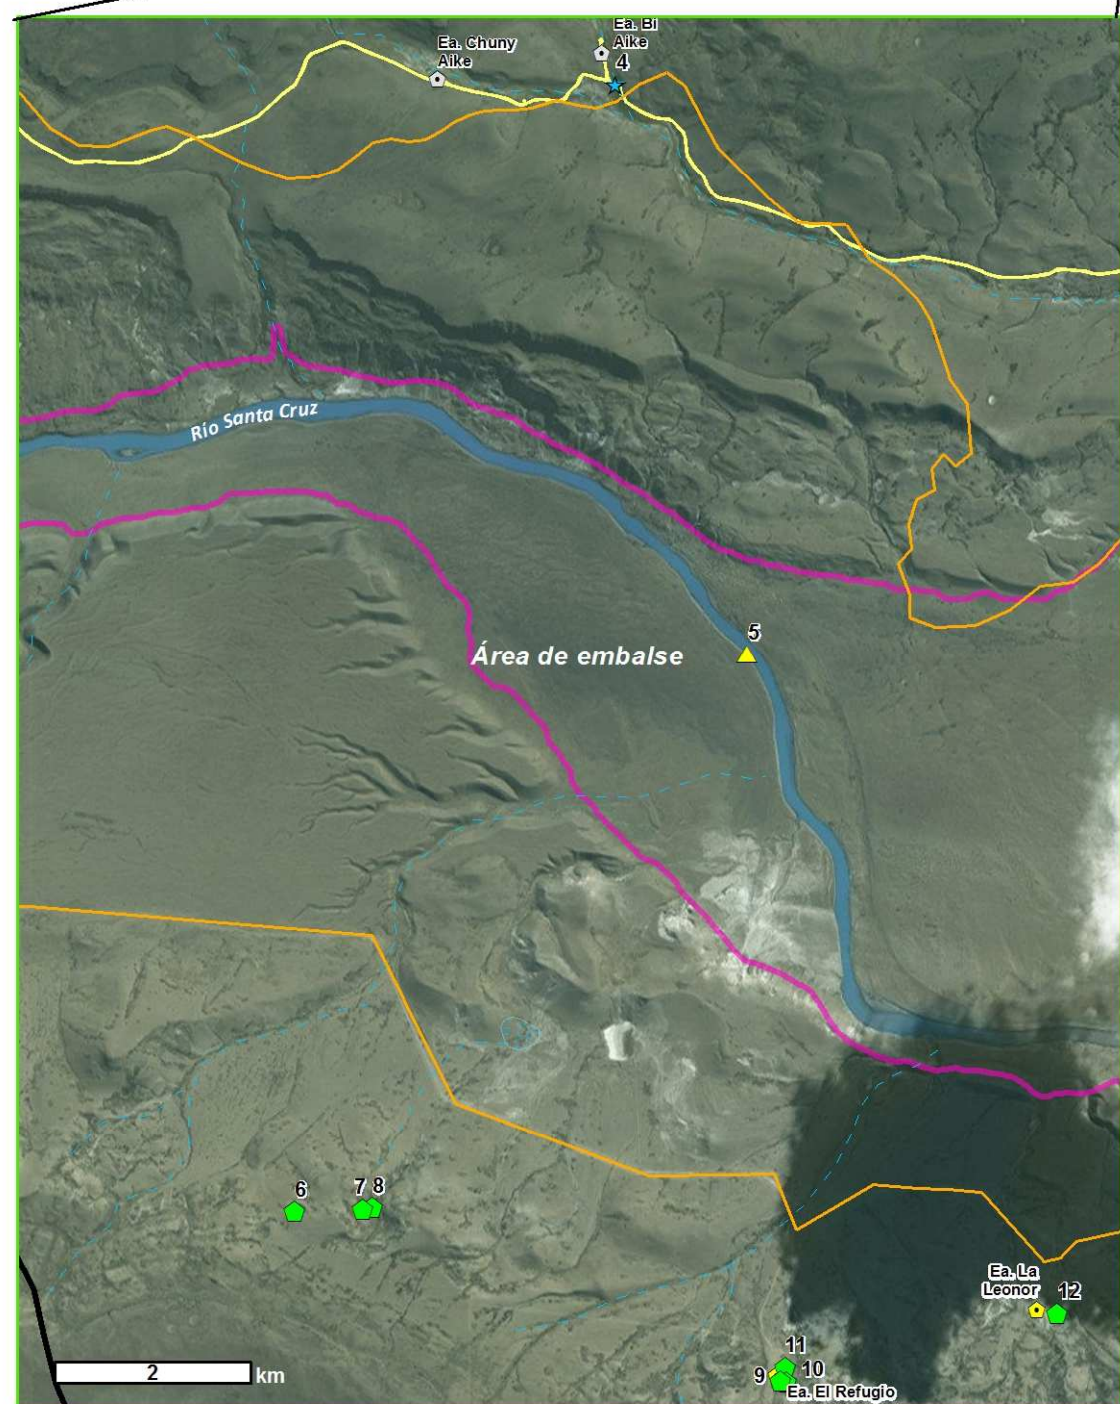 Ea. Bi
Aike
Ea. Chuny
Aike
4
Río Santa Cruz
5
Área de embalse
6
7
8
Ea. La
Leonor
12
11
9
10
Ea. El Refugio
2
km